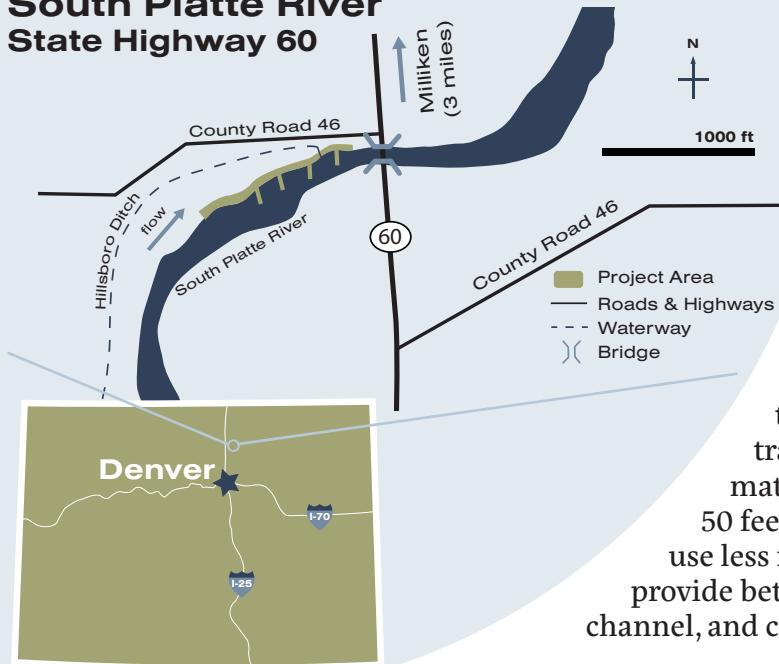 South Platte River
State Highway 60
Milliken
(3 miles)
N
1000 ft
County Road 46
Hillsboro Ditch
flow
South Platte River
60
County Road 46
Project Area
Roads & Highways
Waterway
Bridge
Denver
I-70
I-25
50 fee
use less
provide bet
channel, and c